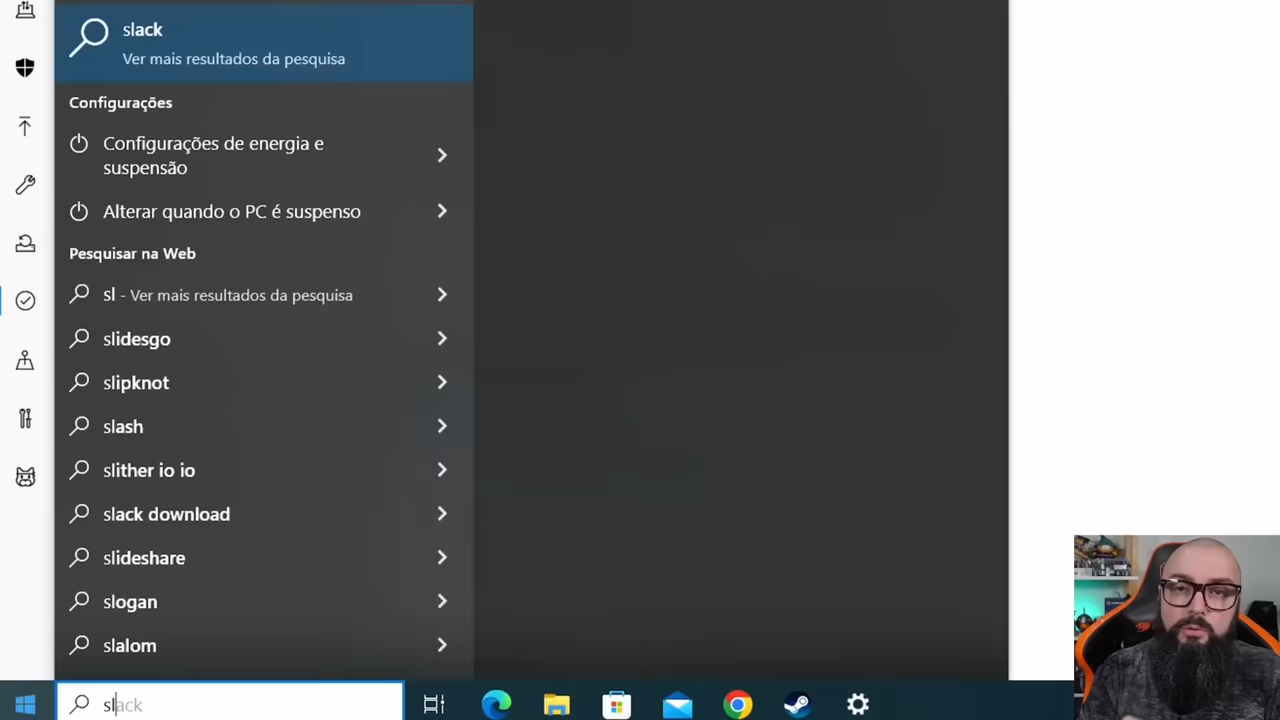 slack
Ver mais resultados da pesquisa
Configurações
Configurações de energia e
suspensão
Alterar quando o PC é suspenso
Pesquisar na Web
sl - Ver mais resultados da pesquisa
slidesgo
slipknot
slash
slither io io
slack download
slideshare
slogan
slalom
slack